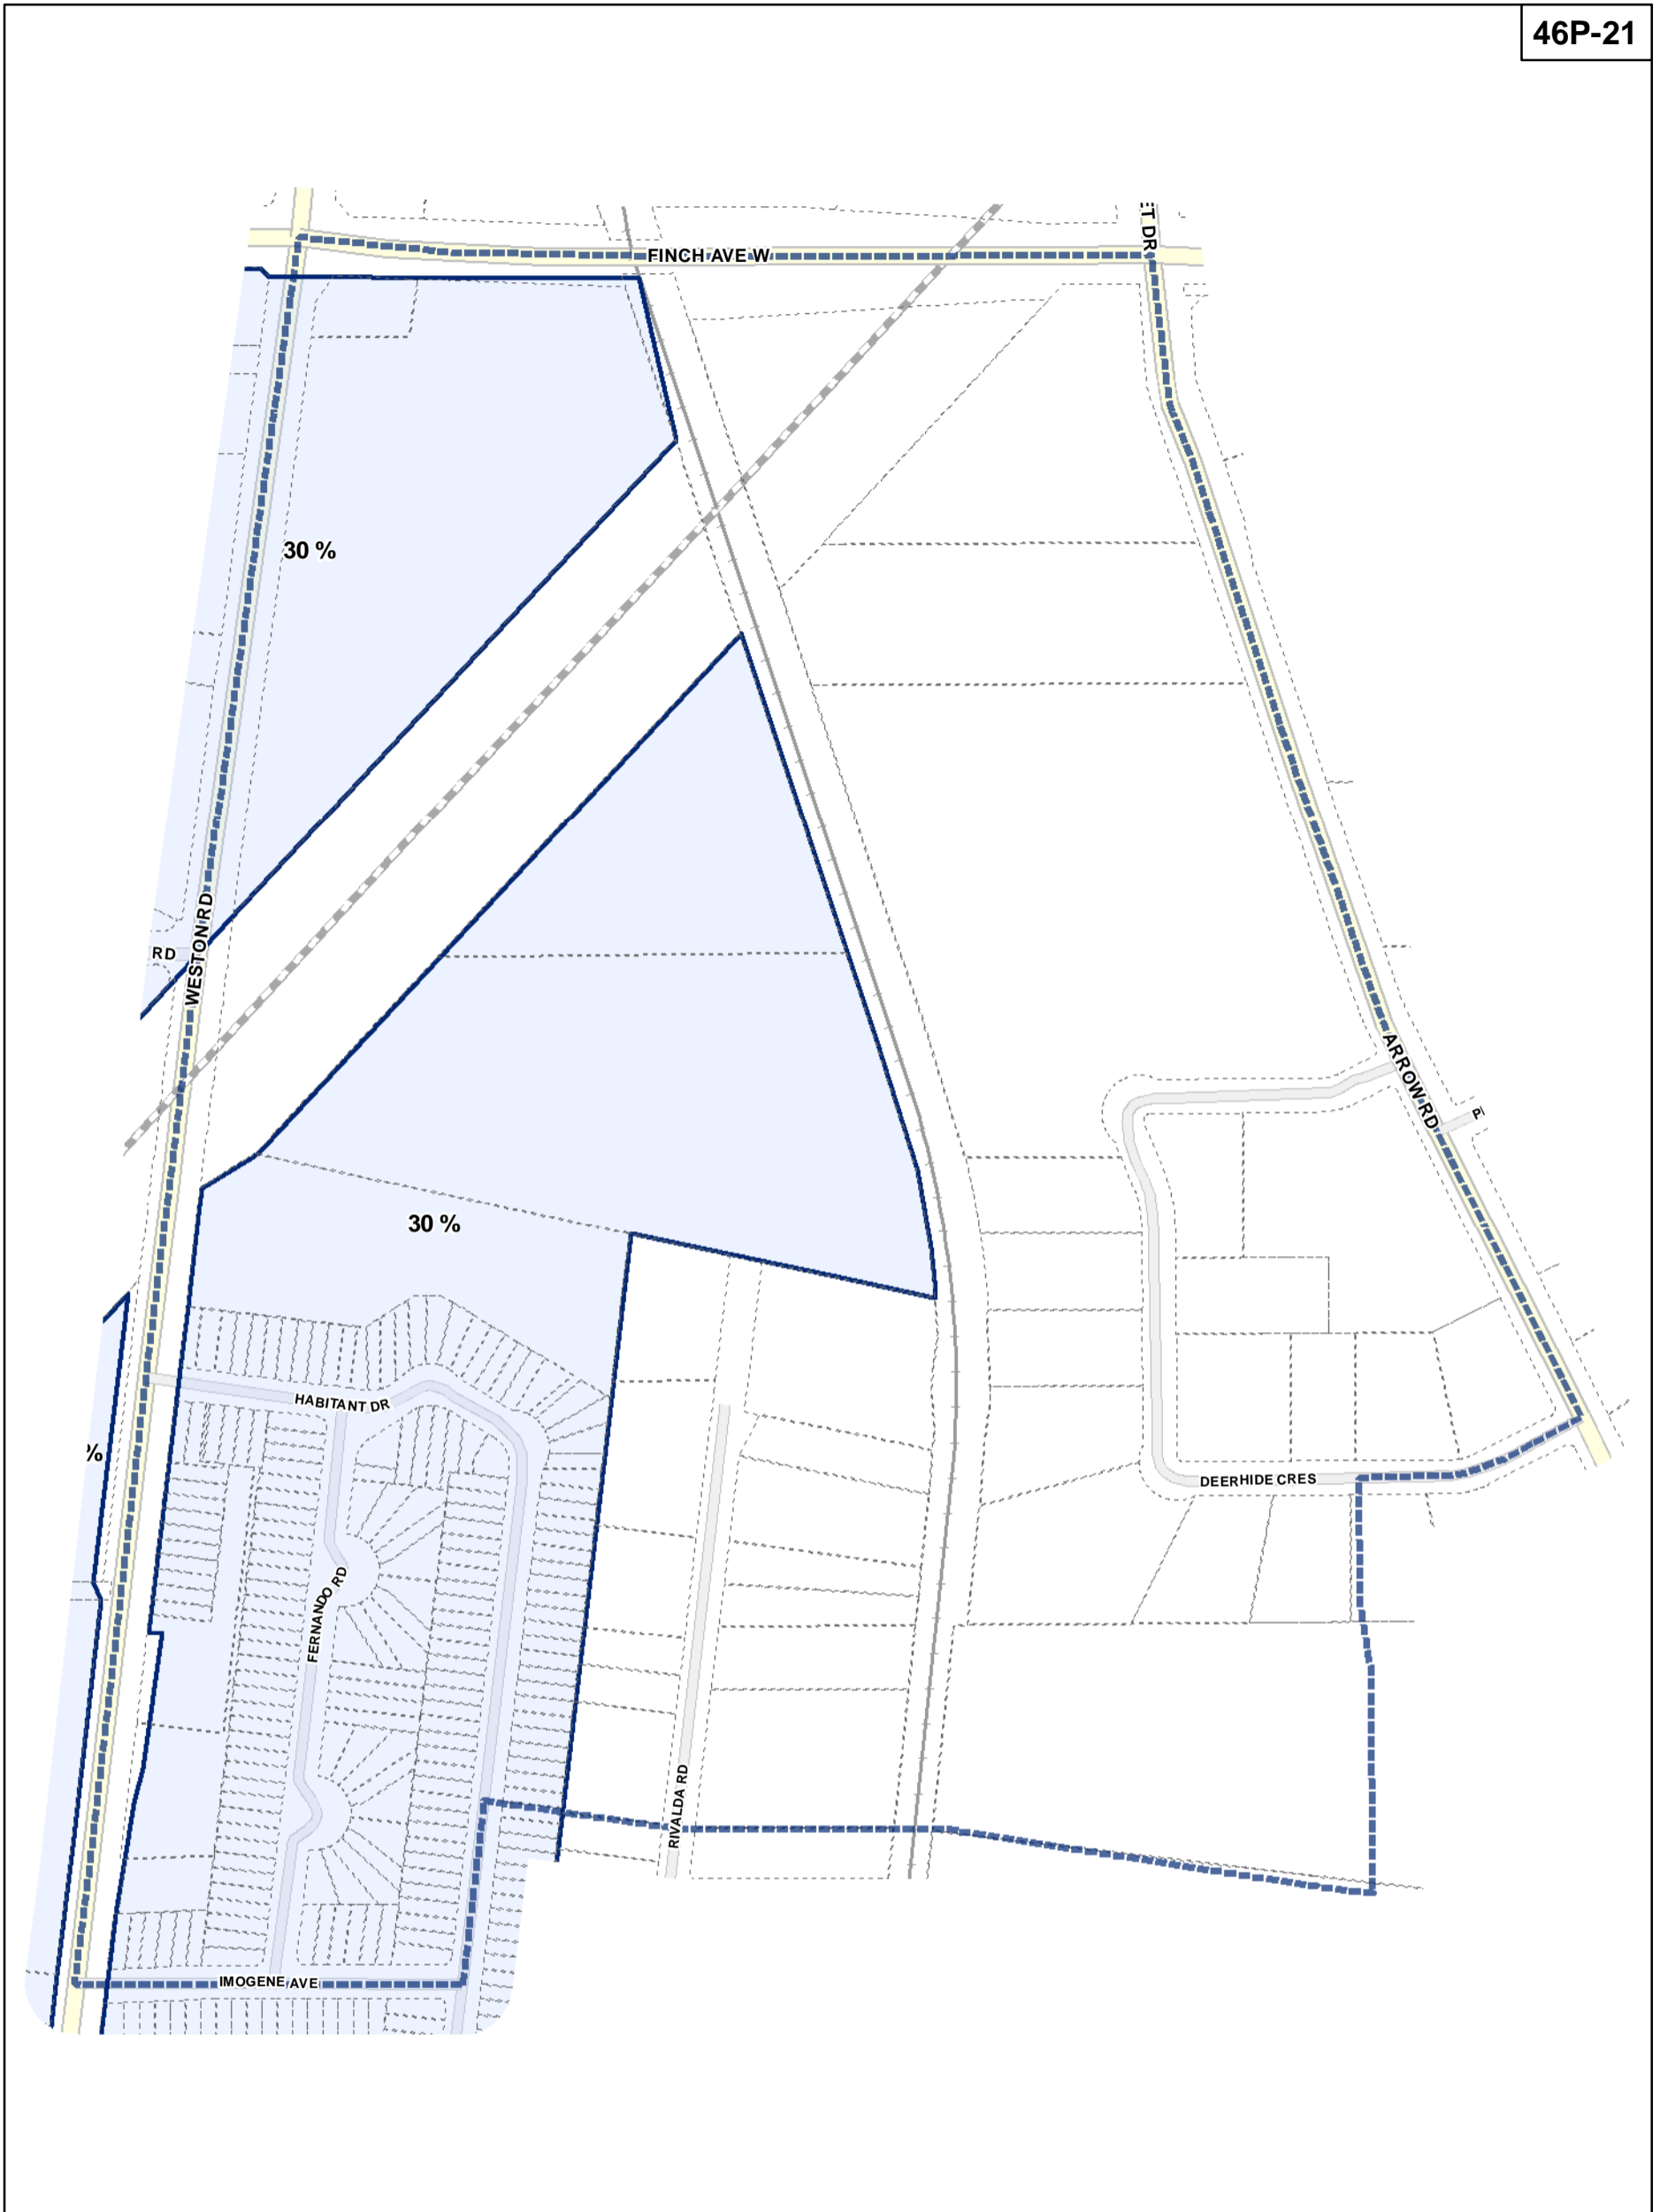 46P-21
ET DR
FINCH AVE W
30 %
WESTON RD
RD
ARROW RD
P
30 %
HABITANT DR
%
DEERHIDE CRES
FERNANDO RD
RIVALDA RD
IMOGENE AVE